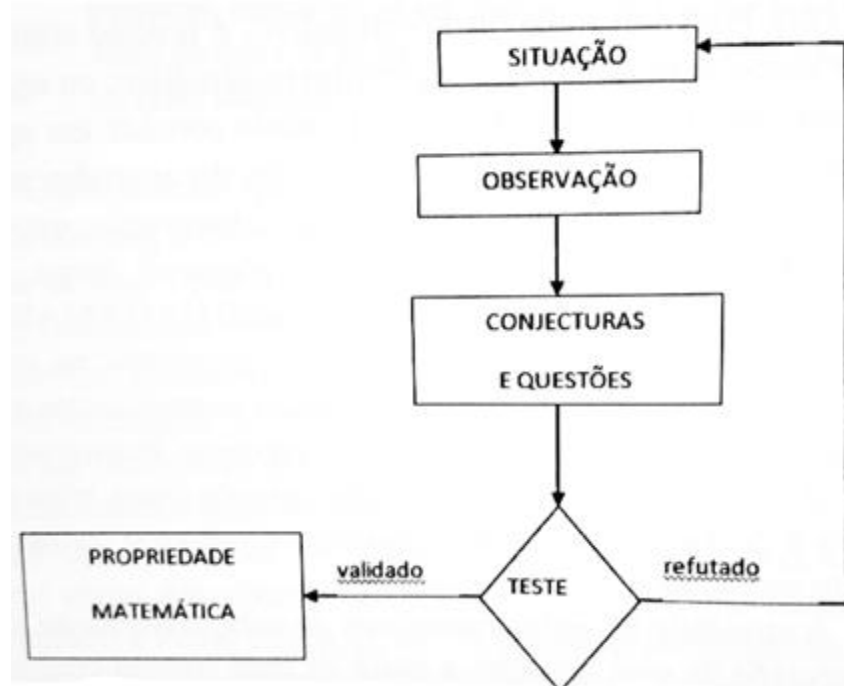 SITUAÇÃO
OBSERVAÇÃO
CONJECTURAS
E QUESTÕES
TESTE
validado
refutado
PROPRIEDADE
MATEMÁTICA